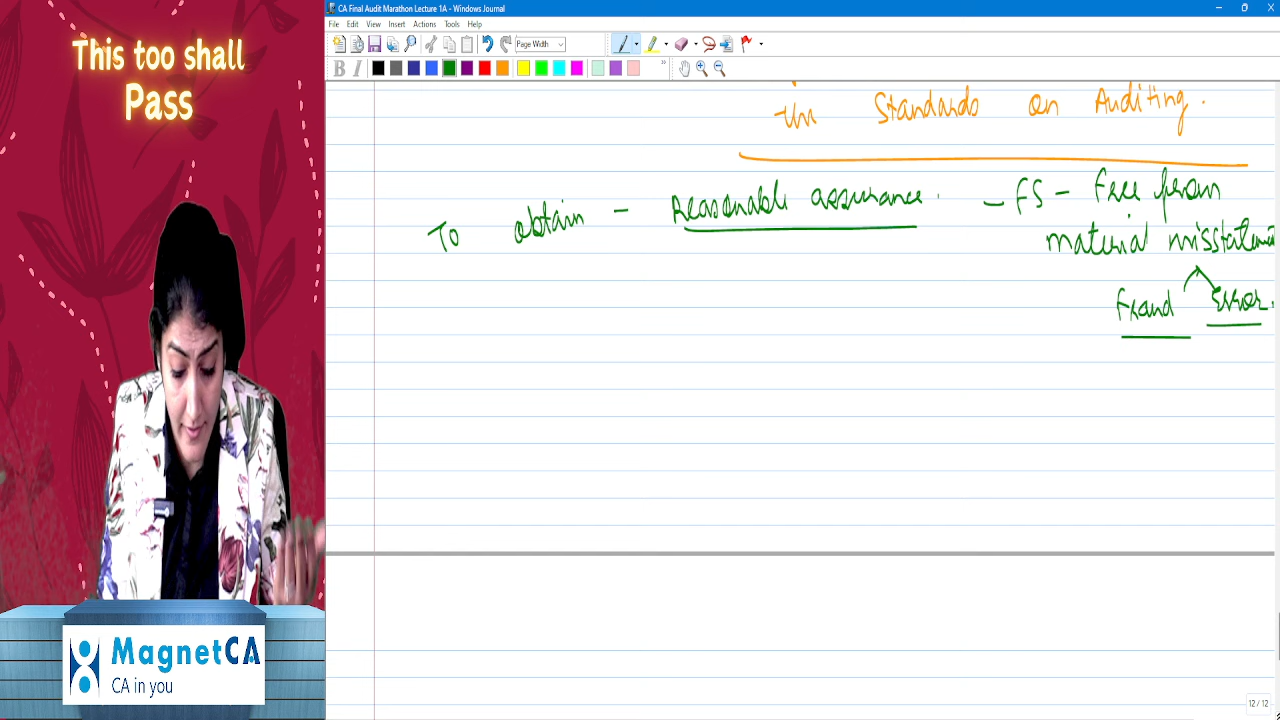 This too shall
Pass
CA Final Audit Marathon Lecture 1A - Windows Journal
File Edit View Insert Actions Tools Help
Page Width
B I
in Standards on Auditing.
To obtain - Reasonable assurance. - FS - Free from
material misstatement
Fraud Error.
MagnetCA
CA in you
12 / 12